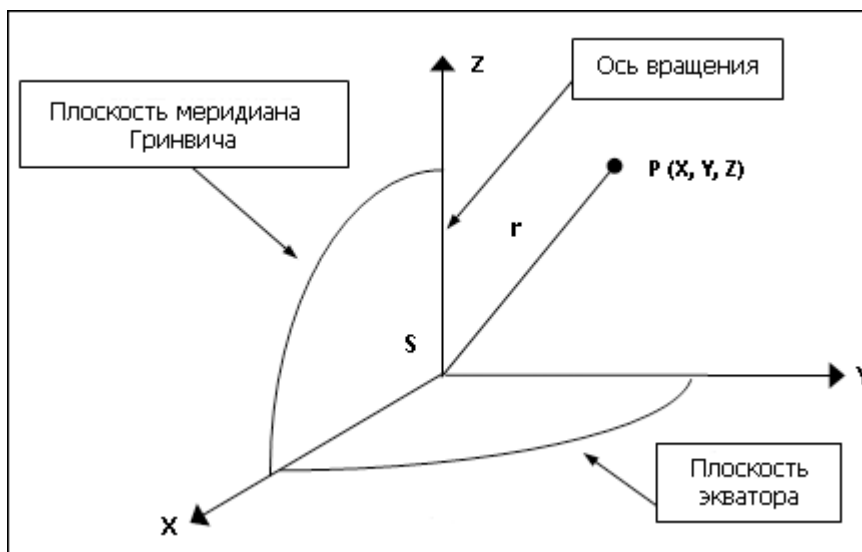 Z
Ось вращения
Плоскость меридиана
Гринвича
P (X, Y, Z)
r
S
Y
Плоскость
экватора
X